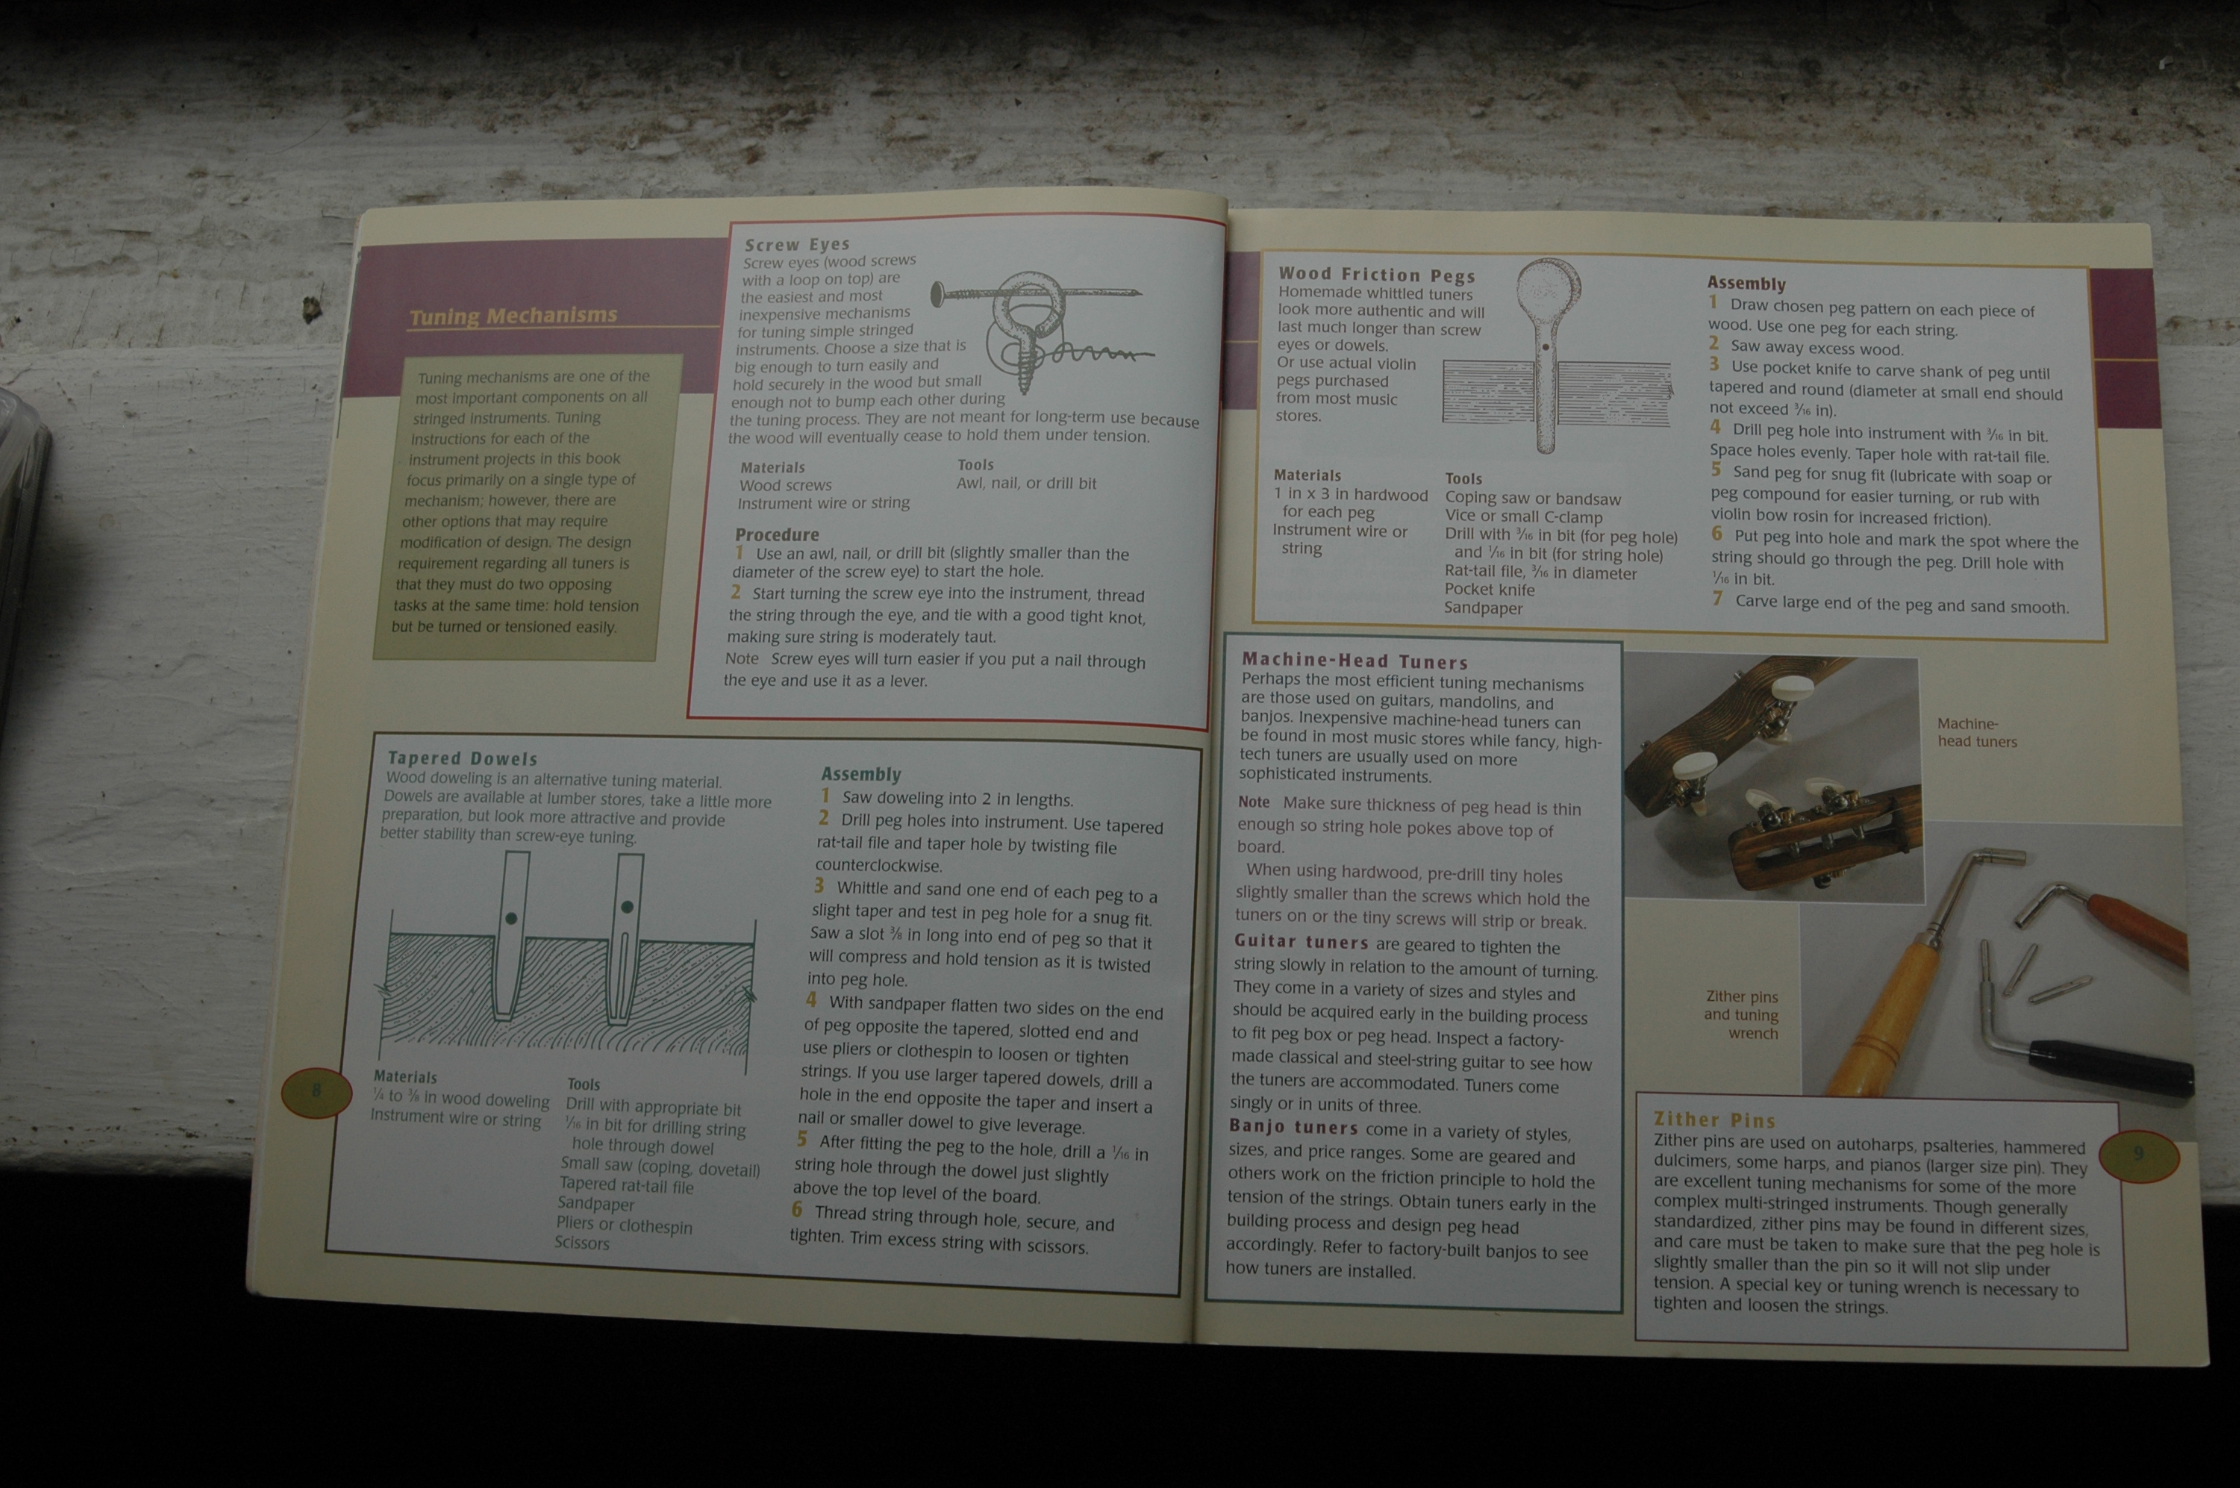 Tuning Mechanisms
Tuning mechanisms are one of the
most important components on all
stringed instruments. Tuning
instructions for each of the
instrument projects in this book
focus primarily on a single type of
mechanism; however, there are
other options that may require
modification of design. The design
requirement regarding all tuners is
that they must do two opposing
tasks at the same time: hold tension
but be turned or tensioned easily.
Screw Eyes
Screw eyes (wood screws
with a loop on top) are
the easiest and most
inexpensive mechanisms
for tuning simple stringed
instruments. Choose a size that is
big enough to turn easily and
hold securely in the wood but small
enough not to bump each other during
the tuning process. They are not meant for long-term use because
the wood will eventually cease to hold them under tension.
Materials
Wood screws
Instrument wire or string
Tools
Awl, nail, or drill bit
Procedure
1 Use an awl, nail, or drill bit (slightly smaller than the
diameter of the screw eye) to start the hole.
2 Start turning the screw eye into the instrument, thread
the string through the eye, and tie with a good tight knot,
making sure string is moderately taut.
Note Screw eyes will turn easier if you put a nail through
the eye and use it as a lever.
Tapered Dowels
Wood doweling is an alternative tuning material.
Dowels are available at lumber stores, take a little more
preparation, but look more attractive and provide
better stability than screw-eye tuning.
Materials
¼ to ⅜ in wood doweling
Instrument wire or string
Tools
Drill with appropriate bit
1/16 in bit for drilling string
hole through dowel
Small saw (coping, dovetail)
Tapered rat-tail file
Sandpaper
Pliers or clothespin
Scissors
Assembly
1 Saw doweling into 2 in lengths.
2 Drill peg holes into instrument. Use tapered
rat-tail file and taper hole by twisting file
counterclockwise.
3 Whittle and sand one end of each peg to a
slight taper and test in peg hole for a snug fit.
Saw a slot ⅜ in long into end of peg so that it
will compress and hold tension as it is twisted
into peg hole.
4 With sandpaper flatten two sides on the end
of peg opposite the tapered, slotted end and
use pliers or clothespin to loosen or tighten
strings. If you use larger tapered dowels, drill a
hole in the end opposite the taper and insert a
nail or smaller dowel to give leverage.
5 After fitting the peg to the hole, drill a 1/16 in
string hole through the dowel just slightly
above the top level of the board.
6 Thread string through hole, secure, and
tighten. Trim excess string with scissors.
8
Wood Friction Pegs
Homemade whittled tuners
look more authentic and will
last much longer than screw
eyes or dowels.
Or use actual violin
pegs purchased
from most music
stores.
Materials
1 in x 3 in hardwood
for each peg
Instrument wire or
string
Tools
Coping saw or bandsaw
Vice or small C-clamp
Drill with 3/16 in bit (for peg hole)
and 1/16 in bit (for string hole)
Rat-tail file, 3/16 in diameter
Pocket knife
Sandpaper
Assembly
1 Draw chosen peg pattern on each piece of
wood. Use one peg for each string.
2 Saw away excess wood.
3 Use pocket knife to carve shank of peg until
tapered and round (diameter at small end should
not exceed 3/16 in).
4 Drill peg hole into instrument with 3/16 in bit.
Space holes evenly. Taper hole with rat-tail file.
5 Sand peg for snug fit (lubricate with soap or
peg compound for easier turning, or rub with
violin bow rosin for increased friction).
6 Put peg into hole and mark the spot where the
string should go through the peg. Drill hole with
1/16 in bit.
7 Carve large end of the peg and sand smooth.
Machine-Head Tuners
Perhaps the most efficient tuning mechanisms
are those used on guitars, mandolins, and
banjos. Inexpensive machine-head tuners can
be found in most music stores while fancy, high-
tech tuners are usually used on more
sophisticated instruments.
Note Make sure thickness of peg head is thin
enough so string hole pokes above top of
board.
When using hardwood, pre-drill tiny holes
slightly smaller than the screws which hold the
tuners on or the tiny screws will strip or break.
Guitar tuners are geared to tighten the
string slowly in relation to the amount of turning.
They come in a variety of sizes and styles and
should be acquired early in the building process
to fit peg box or peg head. Inspect a factory-
made classical and steel-string guitar to see how
the tuners are accommodated. Tuners come
singly or in units of three.
Banjo tuners come in a variety of styles,
sizes, and price ranges. Some are geared and
others work on the friction principle to hold the
tension of the strings. Obtain tuners early in the
building process and design peg head
accordingly. Refer to factory-built banjos to see
how tuners are installed.
Machine-
head tuners
Zither pins
and tuning
wrench
Zither Pins
Zither pins are used on autoharps, psalteries, hammered
dulcimers, some harps, and pianos (larger size pin). They
are excellent tuning mechanisms for some of the more
complex multi-stringed instruments. Though generally
standardized, zither pins may be found in different sizes,
and care must be taken to make sure that the peg hole is
slightly smaller than the pin so it will not slip under
tension. A special key or tuning wrench is necessary to
tighten and loosen the strings.
9